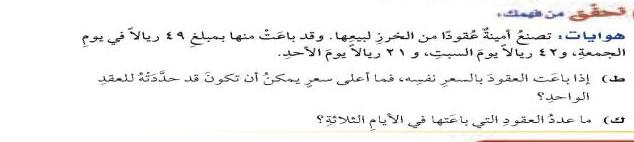 تحقّق من فهمك:
هوايات: تصنعُ أمينةُ عُقودًا من الخرزِ لبيعِها. وقد باعَتْ منها بمبلغِ ٤٩ ريالاً في يومِ
الجمعةِ، و٤٢ ريالاً يومَ السبتِ، و ٢١ ريالاً يومَ الأحدِ.
ط) إذا باعَت العقودَ بالسعرِ نفسِه، فما أعلى سعرٍ يمكنُ أن تكونَ قد حدَّدَتْهُ للعقدِ
الواحدِ؟
ك) ما عددُ العقودِ التي باعَتها في الأيامِ الثلاثةِ؟